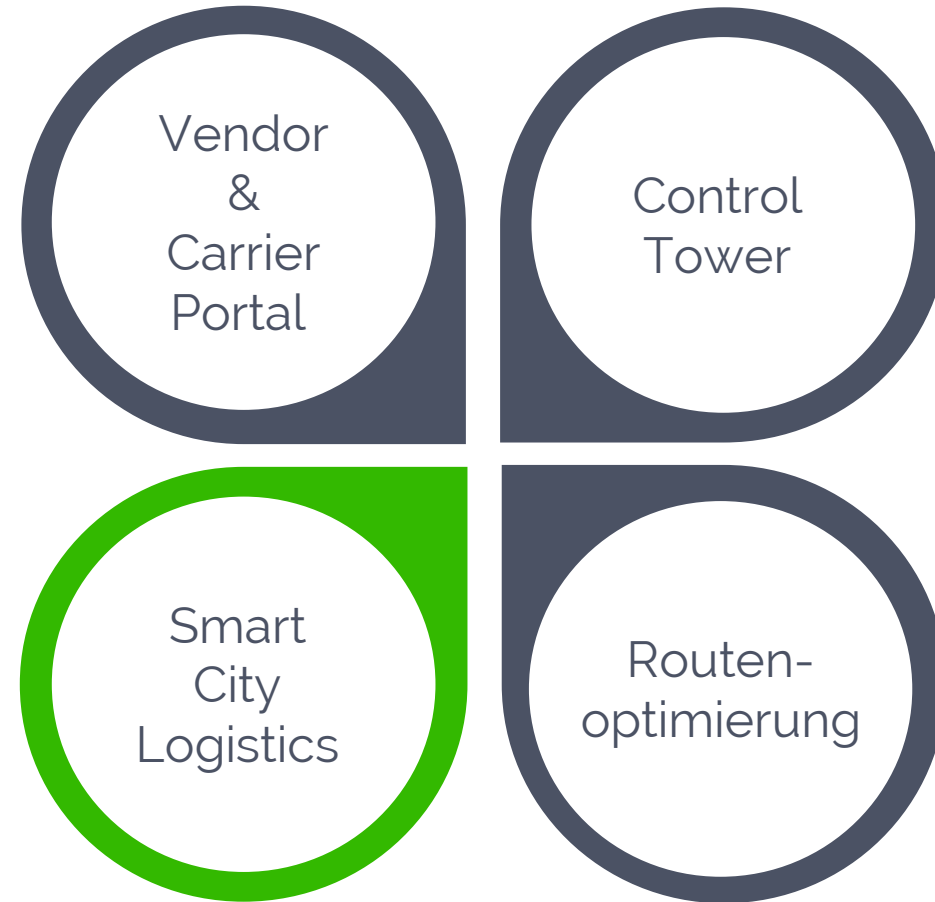 Vendor
&
Carrier
Portal
Control
Tower
Smart
City
Logistics
Routen-
optimierung